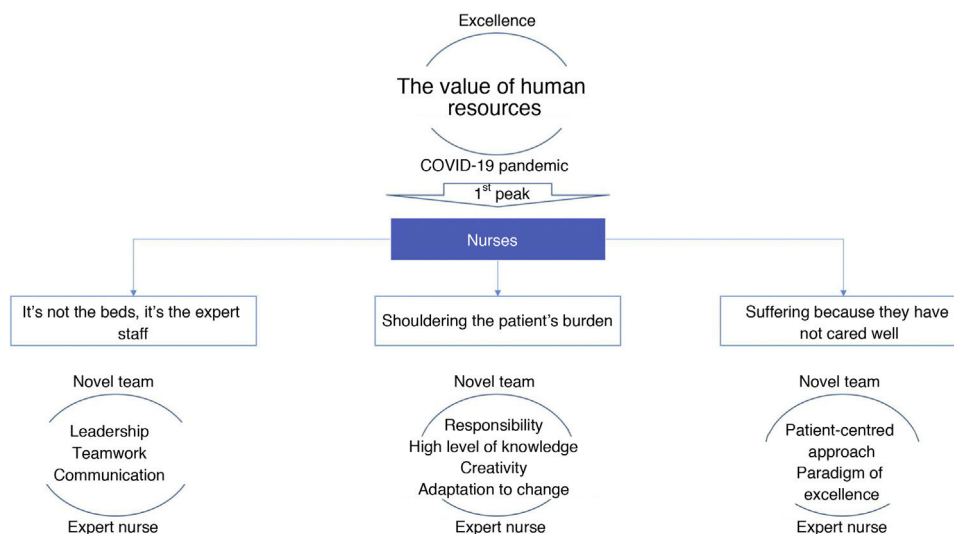 Excellence
The value of human
resources
COVID-19 pandemic
1st peak
Nurses
It's not the beds, it's the expert
staff
Shouldering the patient's burden
Suffering because they have
not cared well
Novel team
Leadership
Teamwork
Communication
Expert nurse
Novel team
Responsibility
High level of knowledge
Creativity
Adaptation to change
Expert nurse
Novel team
Patient-centred
approach
Paradigm of
excellence
Expert nurse